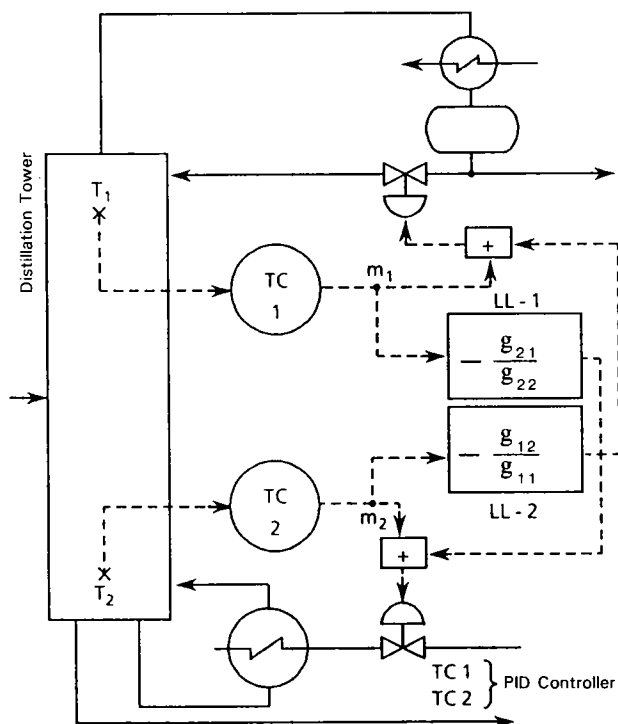 Distillation Tower
T1
TC
1
m1
+
LL-1
− g21
g22
− g12
g11
LL-2
TC
2
m2
+
T2
TC 1
TC 2
} PID Controller